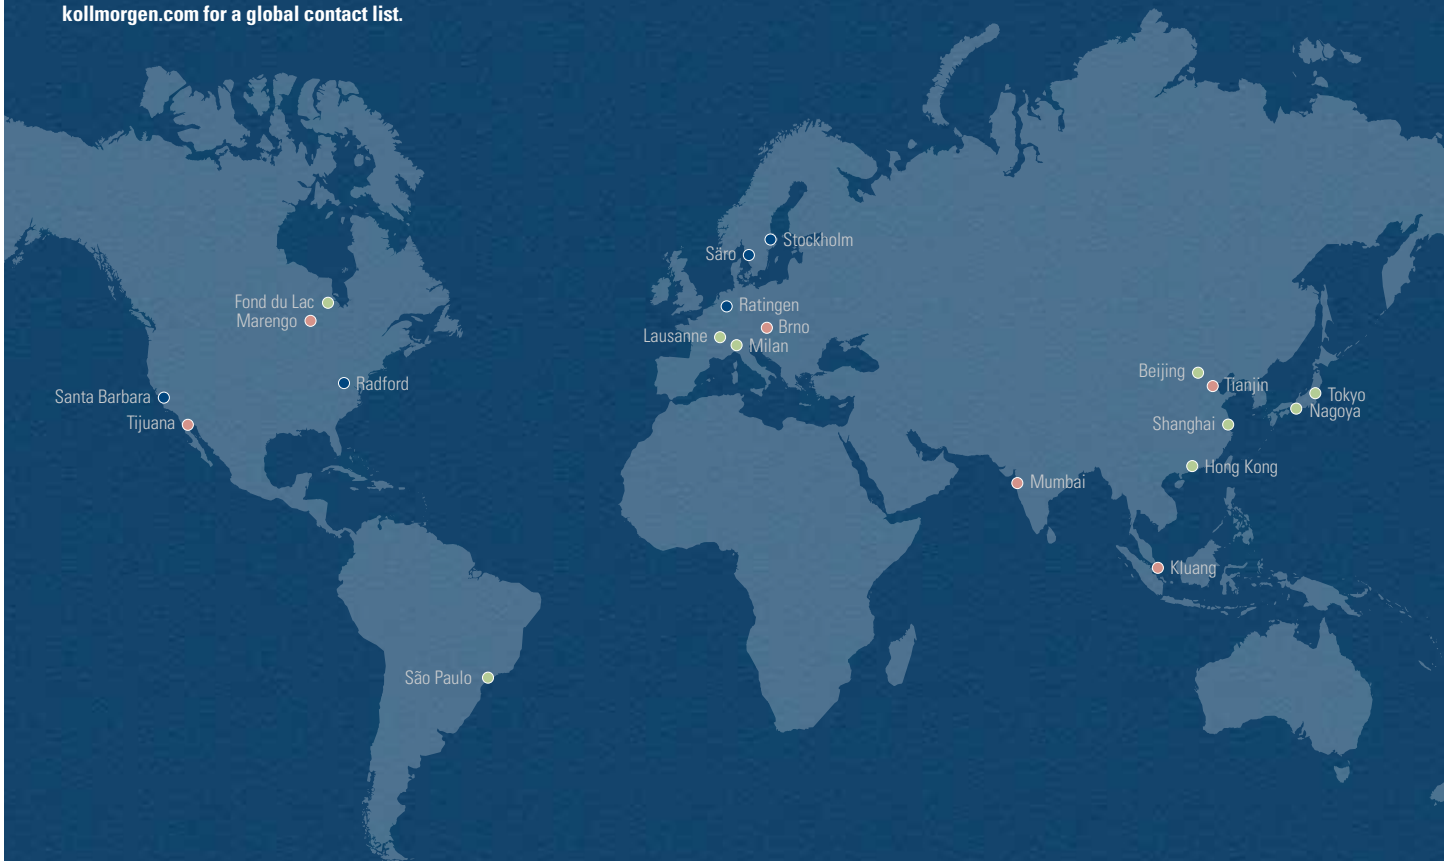 kollmorgen.com for a global contact list.
Stockholm
Säro
Fond du Lac
Marengo
Ratingen
Brno
Lausanne
Milan
Santa Barbara
Radford
Tijuana
Beijing
Tianjin
Tokyo
Nagoya
Shanghai
Hong Kong
Mumbai
Kluang
São Paulo